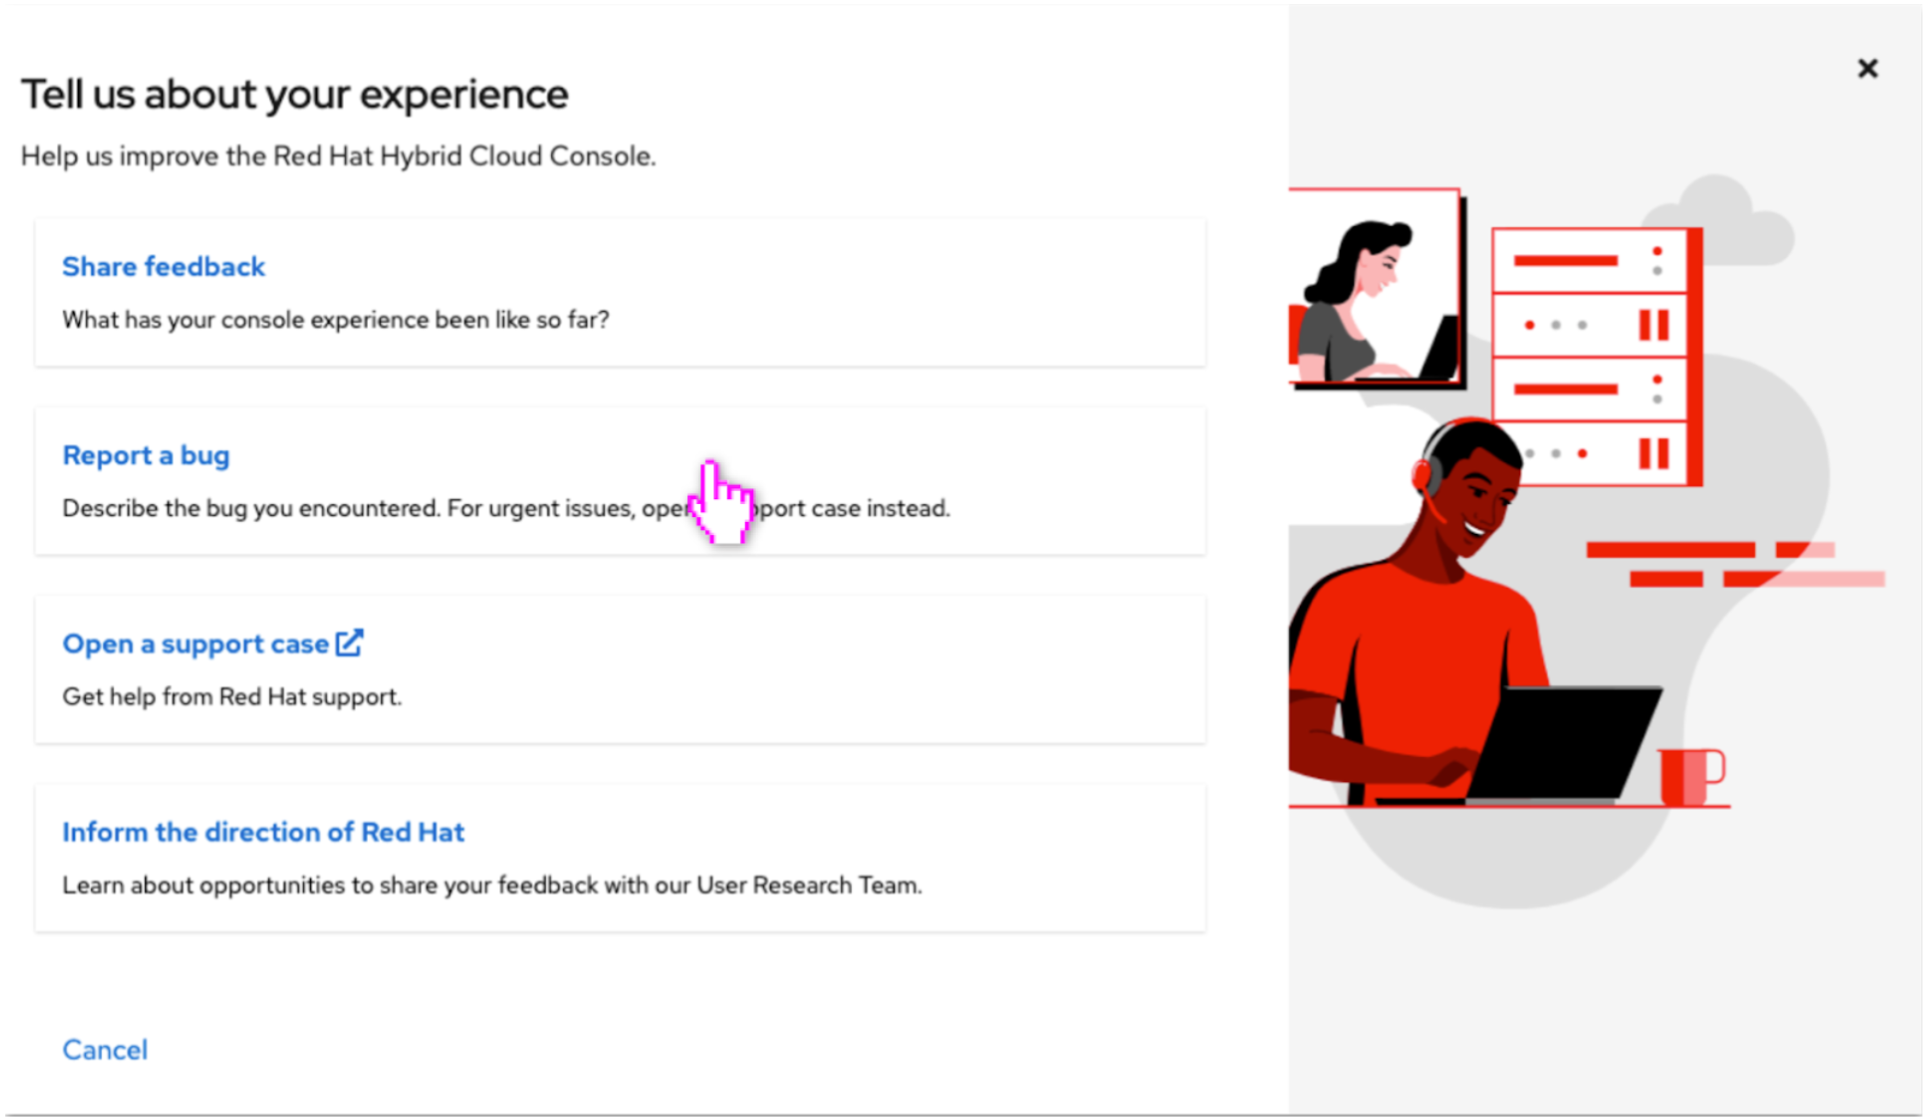 Tell us about your experience
Help us improve the Red Hat Hybrid Cloud Console.
Share feedback
What has your console experience been like so far?
Report a bug
Describe the bug you encountered. For urgent issues, case instead.
Open a support case
Get help from Red Hat support.
Inform the direction of Red Hat
Learn about opportunities to share your feedback with our User Research Team.
Cancel